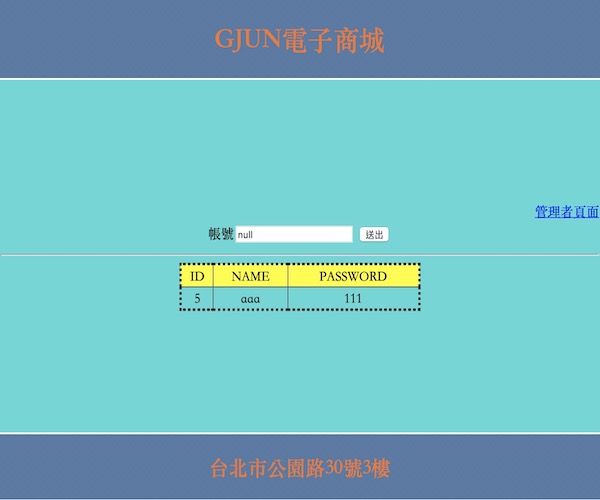 GJUN電子商城
管理者頁面
帳號 null 送出
ID NAME PASSWORD
5 aaa 111
台北市公園路30號3樓